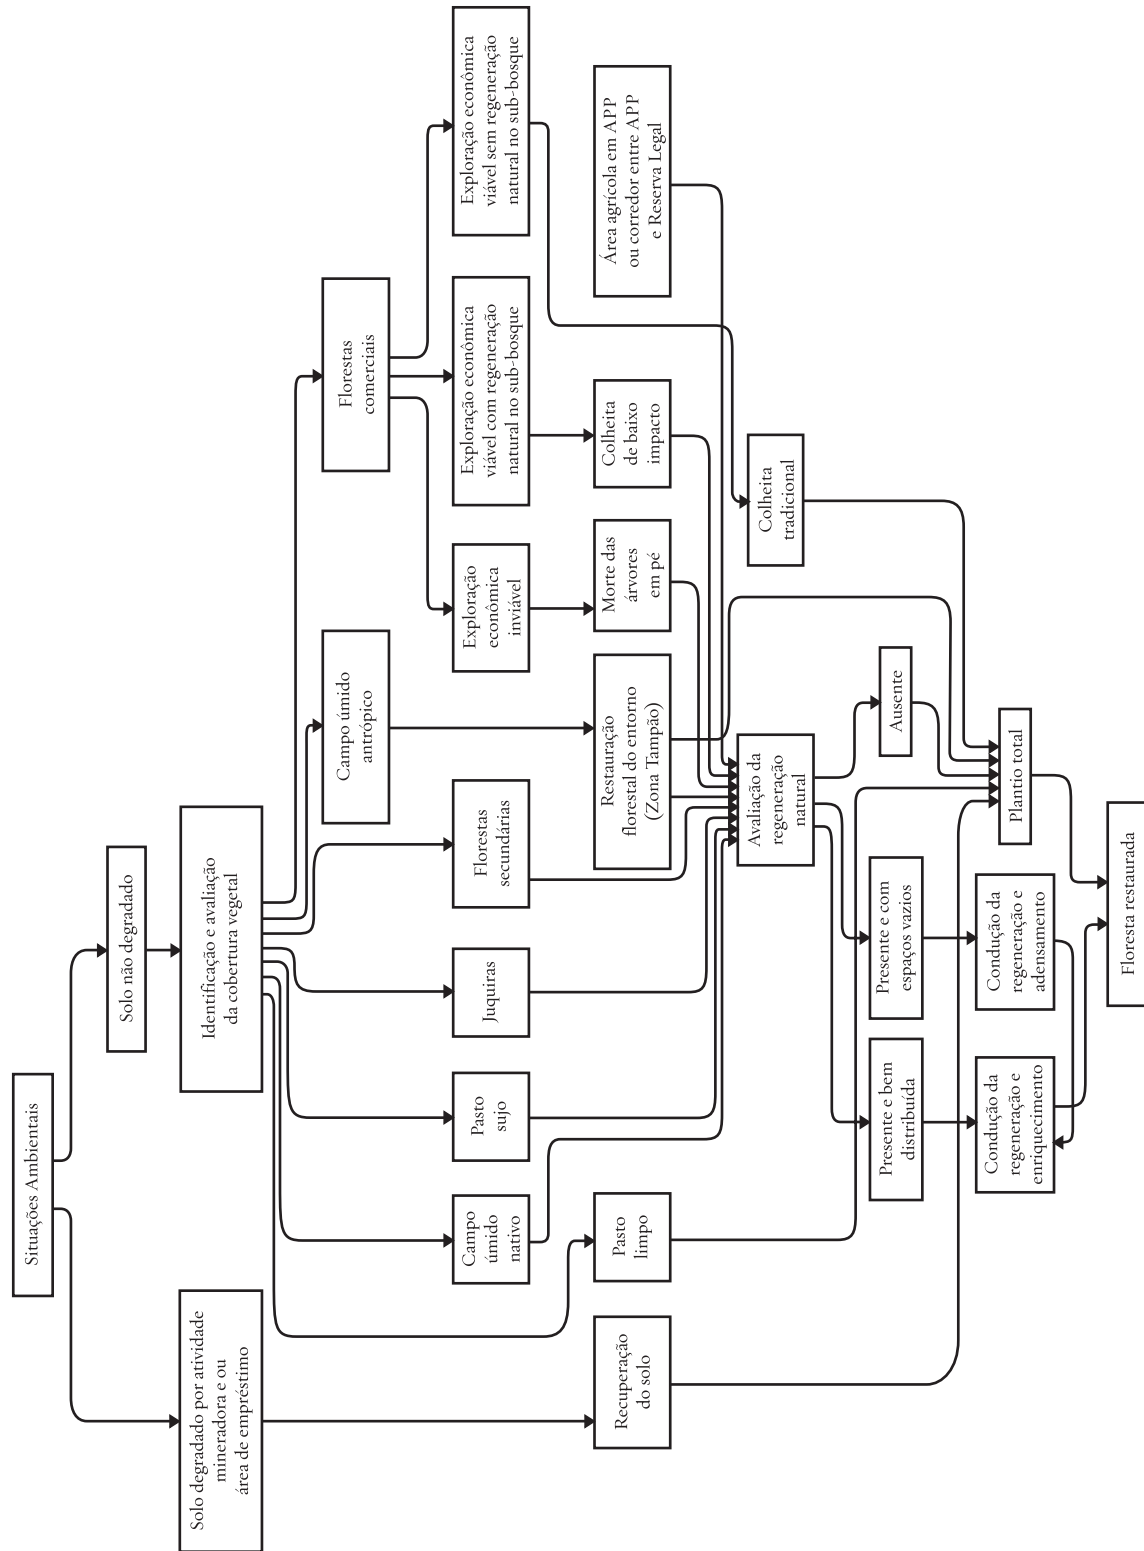 Situações Ambientais
Solo degradado por atividade
mineradora e ou
área de empréstimo
Solo não degradado
Identificação e avaliação
da cobertura vegetal
Campo úmido
antrópico
Florestas
comerciais
Campo
úmido
nativo
Pasto
sujo
Juquiras
Florestas
secundárias
Exploração
econômica
inviável
Exploração econômica
viável com regeneração
natural no sub-bosque
Exploração econômica
viável sem regeneração
natural no sub-bosque
Recuperação
do solo
Pasto
limpo
Restauração
florestal do entorno
(Zona Tampão)
Morte das
árvores
em pé
Colheita
de baixo
impacto
Área agrícola em APP
ou corredor entre APP
e Reserva Legal
Avaliação da
regeneração
natural
Colheita
tradicional
Presente e bem
distribuída
Presente e com
espaços vazios
Ausente
Condução da
regeneração e
enriquecimento
Condução da
regeneração e
adensamento
Plantio total
Floresta restaurada